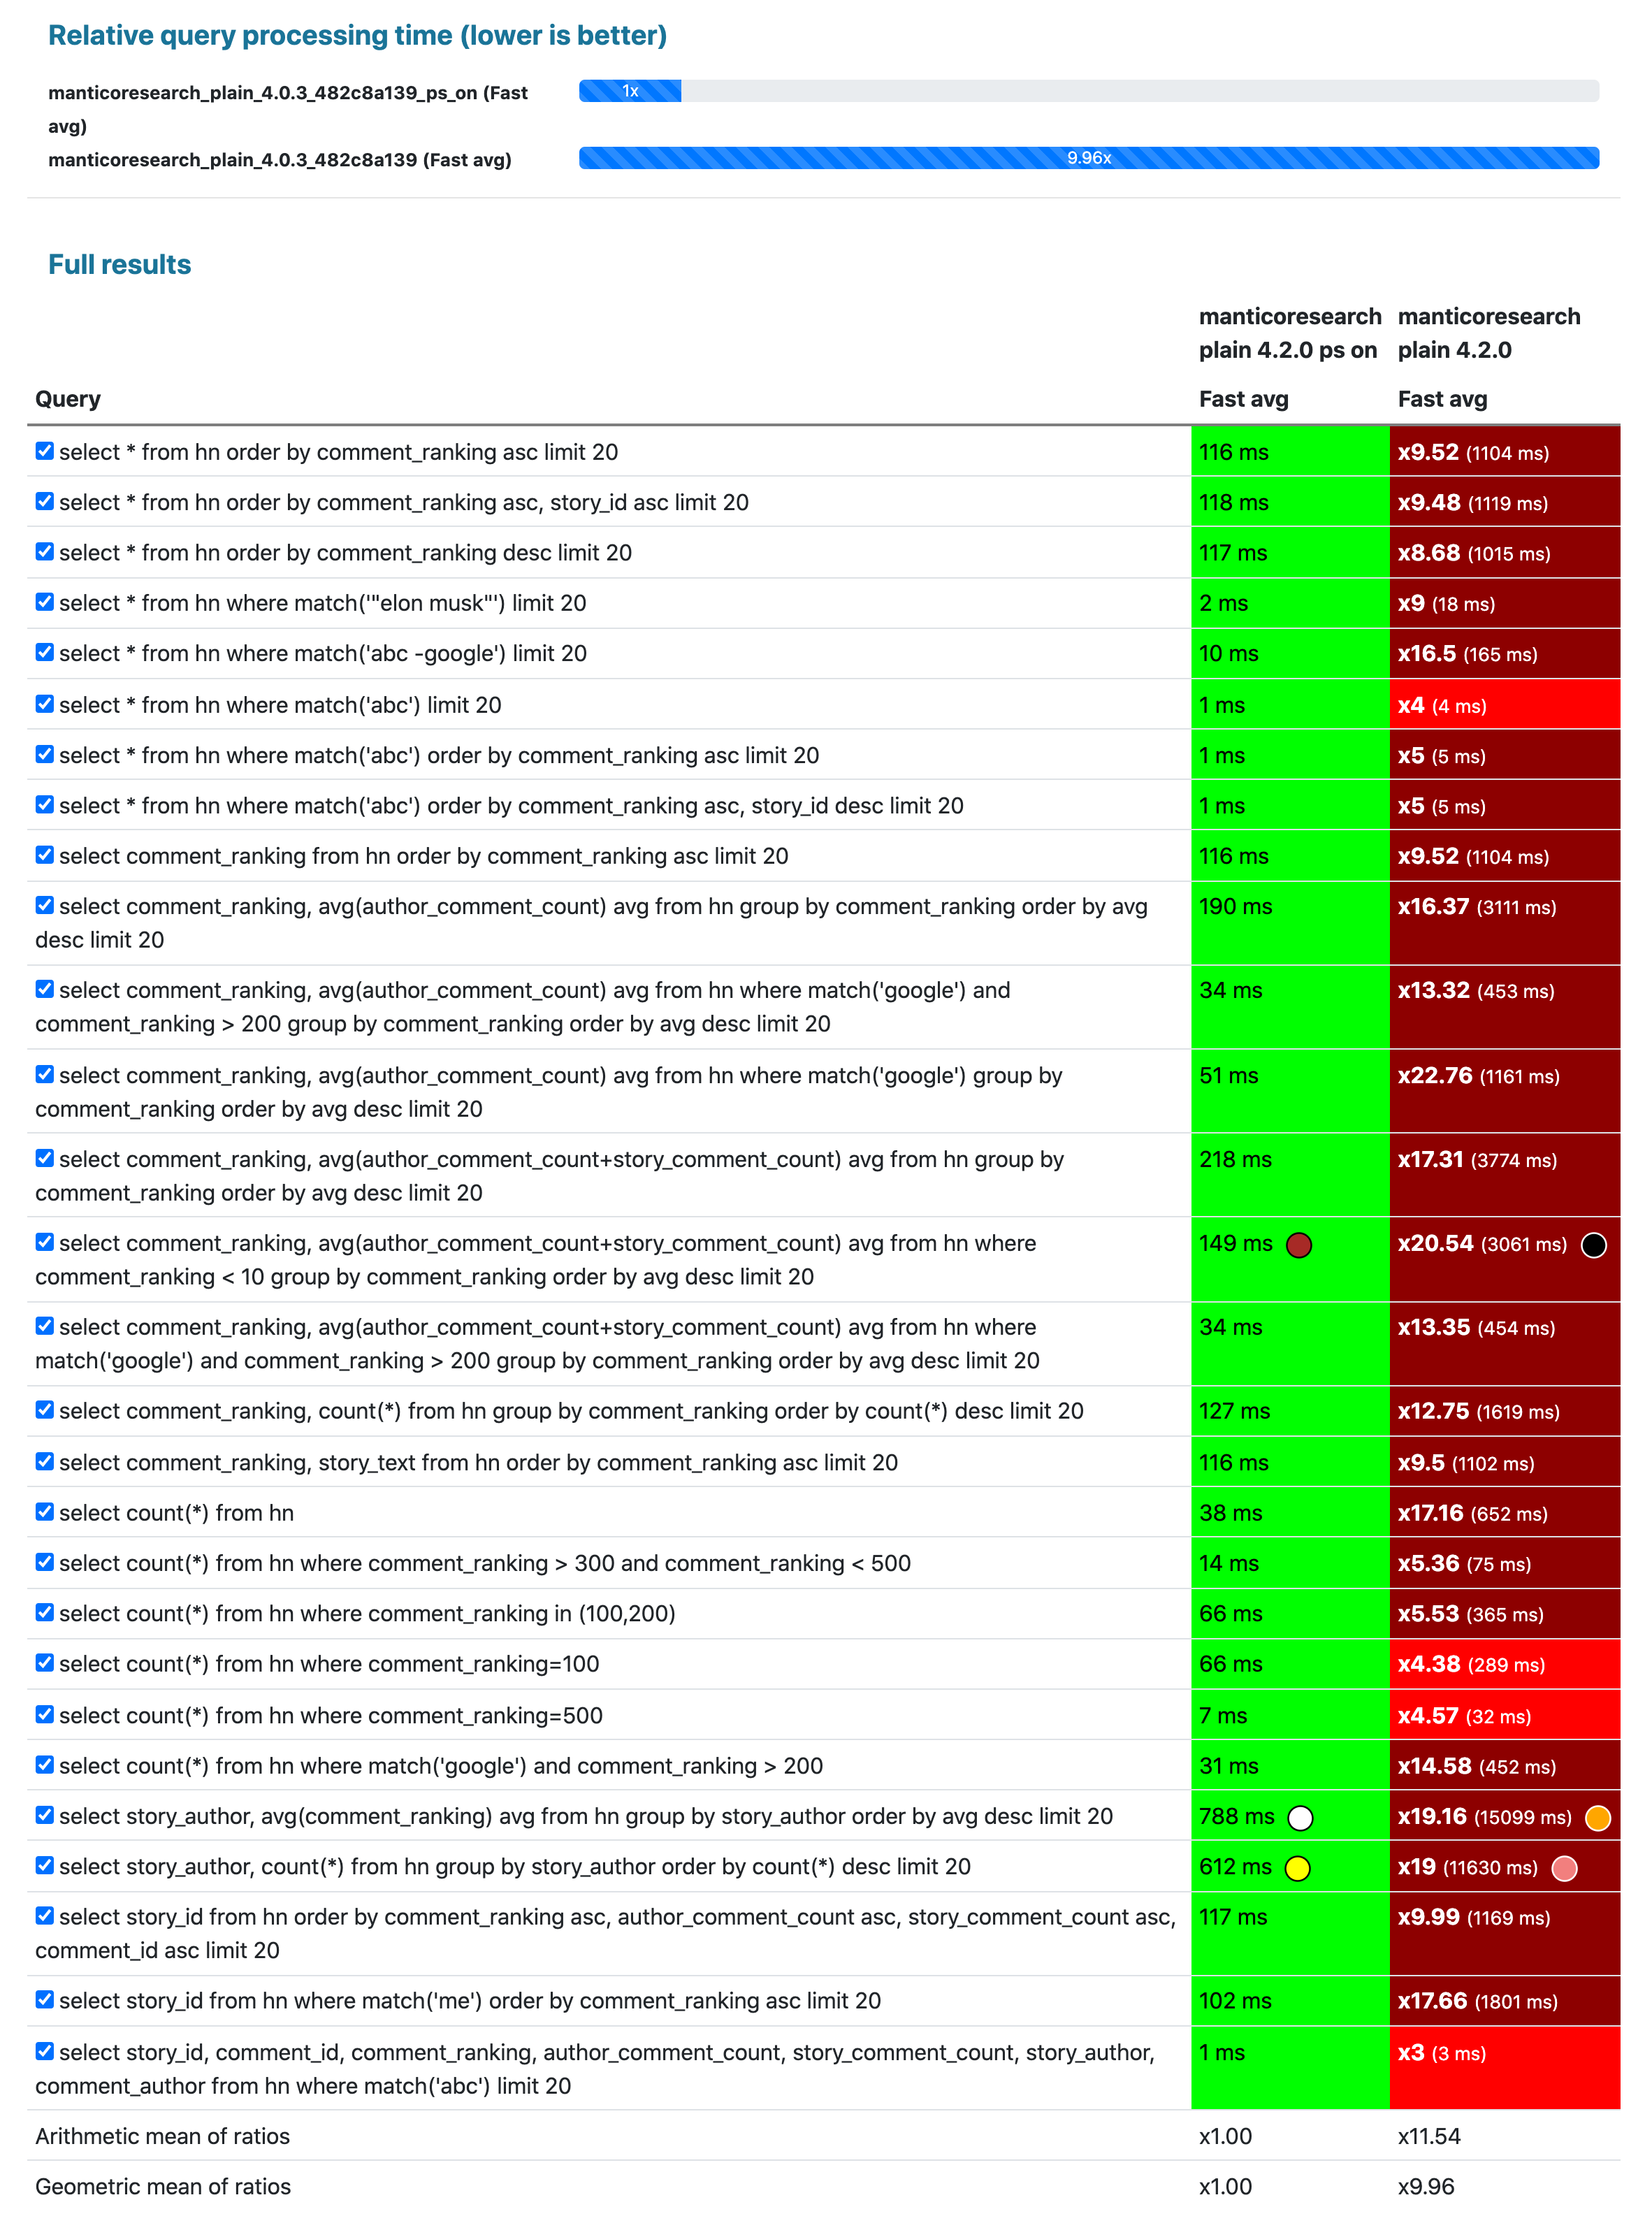 Relative query processing time (lower is better)
manticoresearch_plain_4.0.3_482c8a139_ps_on (Fast
avg)
1x
manticoresearch_plain_4.0.3_482c8a139 (Fast avg)
9.96x
Full results
manticoresearch manticoresearch
plain 4.2.0 ps on plain 4.2.0
Query Fast avg Fast avg
select * from hn order by comment_ranking asc limit 20 116 ms x9.52 (1104 ms)
select * from hn order by comment_ranking asc, story_id asc limit 20 118 ms x9.48 (1119 ms)
select * from hn order by comment_ranking desc limit 20 117 ms x8.68 (1015 ms)
select * from hn where match('"elon musk"') limit 20 2 ms x9 (18 ms)
select * from hn where match('abc -google') limit 20 10 ms x16.5 (165 ms)
select * from hn where match('abc') limit 20 1 ms x4 (4 ms)
select * from hn where match('abc') order by comment_ranking asc limit 20 1 ms x5 (5 ms)
select * from hn where match('abc') order by comment_ranking asc, story_id desc limit 20 1 ms x5 (5 ms)
select comment_ranking from hn order by comment_ranking asc limit 20 116 ms x9.52 (1104 ms)
select comment_ranking, avg(author_comment_count) avg from hn group by comment_ranking order by avg 190 ms x16.37 (3111 ms)
desc limit 20
select comment_ranking, avg(author_comment_count) avg from hn where match('google') and 34 ms x13.32 (453 ms)
comment_ranking > 200 group by comment_ranking order by avg desc limit 20
select comment_ranking, avg(author_comment_count) avg from hn where match('google') group by 51 ms x22.76 (1161 ms)
comment_ranking order by avg desc limit 20
select comment_ranking, avg(author_comment_count+story_comment_count) avg from hn group by 218 ms x17.31 (3774 ms)
comment_ranking order by avg desc limit 20
select comment_ranking, avg(author_comment_count+story_comment_count) avg from hn where 149 ms x20.54 (3061 ms)
comment_ranking < 10 group by comment_ranking order by avg desc limit 20
select comment_ranking, avg(author_comment_count+story_comment_count) avg from hn where 34 ms x13.35 (454 ms)
match('google') and comment_ranking > 200 group by comment_ranking order by avg desc limit 20
select comment_ranking, count(*) from hn group by comment_ranking order by count(*) desc limit 20 127 ms x12.75 (1619 ms)
select comment_ranking, story_text from hn order by comment_ranking asc limit 20 116 ms x9.5 (1102 ms)
select count(*) from hn 38 ms x17.16 (652 ms)
select count(*) from hn where comment_ranking > 300 and comment_ranking < 500 14 ms x5.36 (75 ms)
select count(*) from hn where comment_ranking in (100,200) 66 ms x5.53 (365 ms)
select count(*) from hn where comment_ranking=100 66 ms x4.38 (289 ms)
select count(*) from hn where comment_ranking=500 7 ms x4.57 (32 ms)
select count(*) from hn where match('google') and comment_ranking > 200 31 ms x14.58 (452 ms)
select story_author, avg(comment_ranking) avg from hn group by story_author order by avg desc limit 20 788 ms x19.16 (15099 ms)
select story_author, count(*) from hn group by story_author order by count(*) desc limit 20 612 ms x19 (11630 ms)
select story_id from hn order by comment_ranking asc, author_comment_count asc, story_comment_count asc, 117 ms x9.99 (1169 ms)
comment_id asc limit 20
select story_id from hn where match('me') order by comment_ranking asc limit 20 102 ms x17.66 (1801 ms)
select story_id, comment_id, comment_ranking, author_comment_count, story_comment_count, story_author, 1 ms x3 (3 ms)
comment_author from hn where match('abc') limit 20
Arithmetic mean of ratios x1.00 x11.54
Geometric mean of ratios x1.00 x9.96